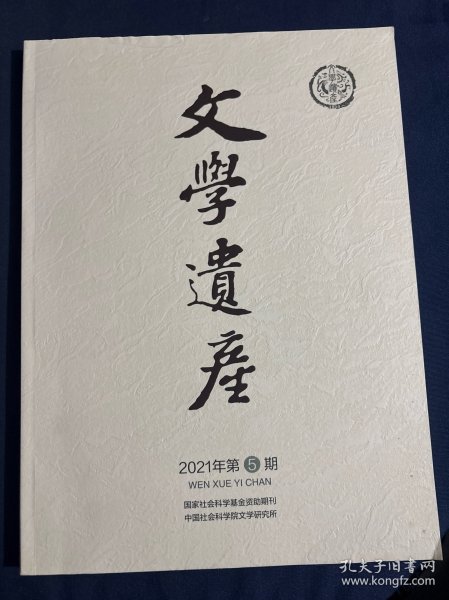 文學遺產
2021年第5期
WEN XUE YI CHAN
国家社会科学基金资助期刊
中国社会科学院文学研究所
孔夫子旧书网
www.kongfz.com